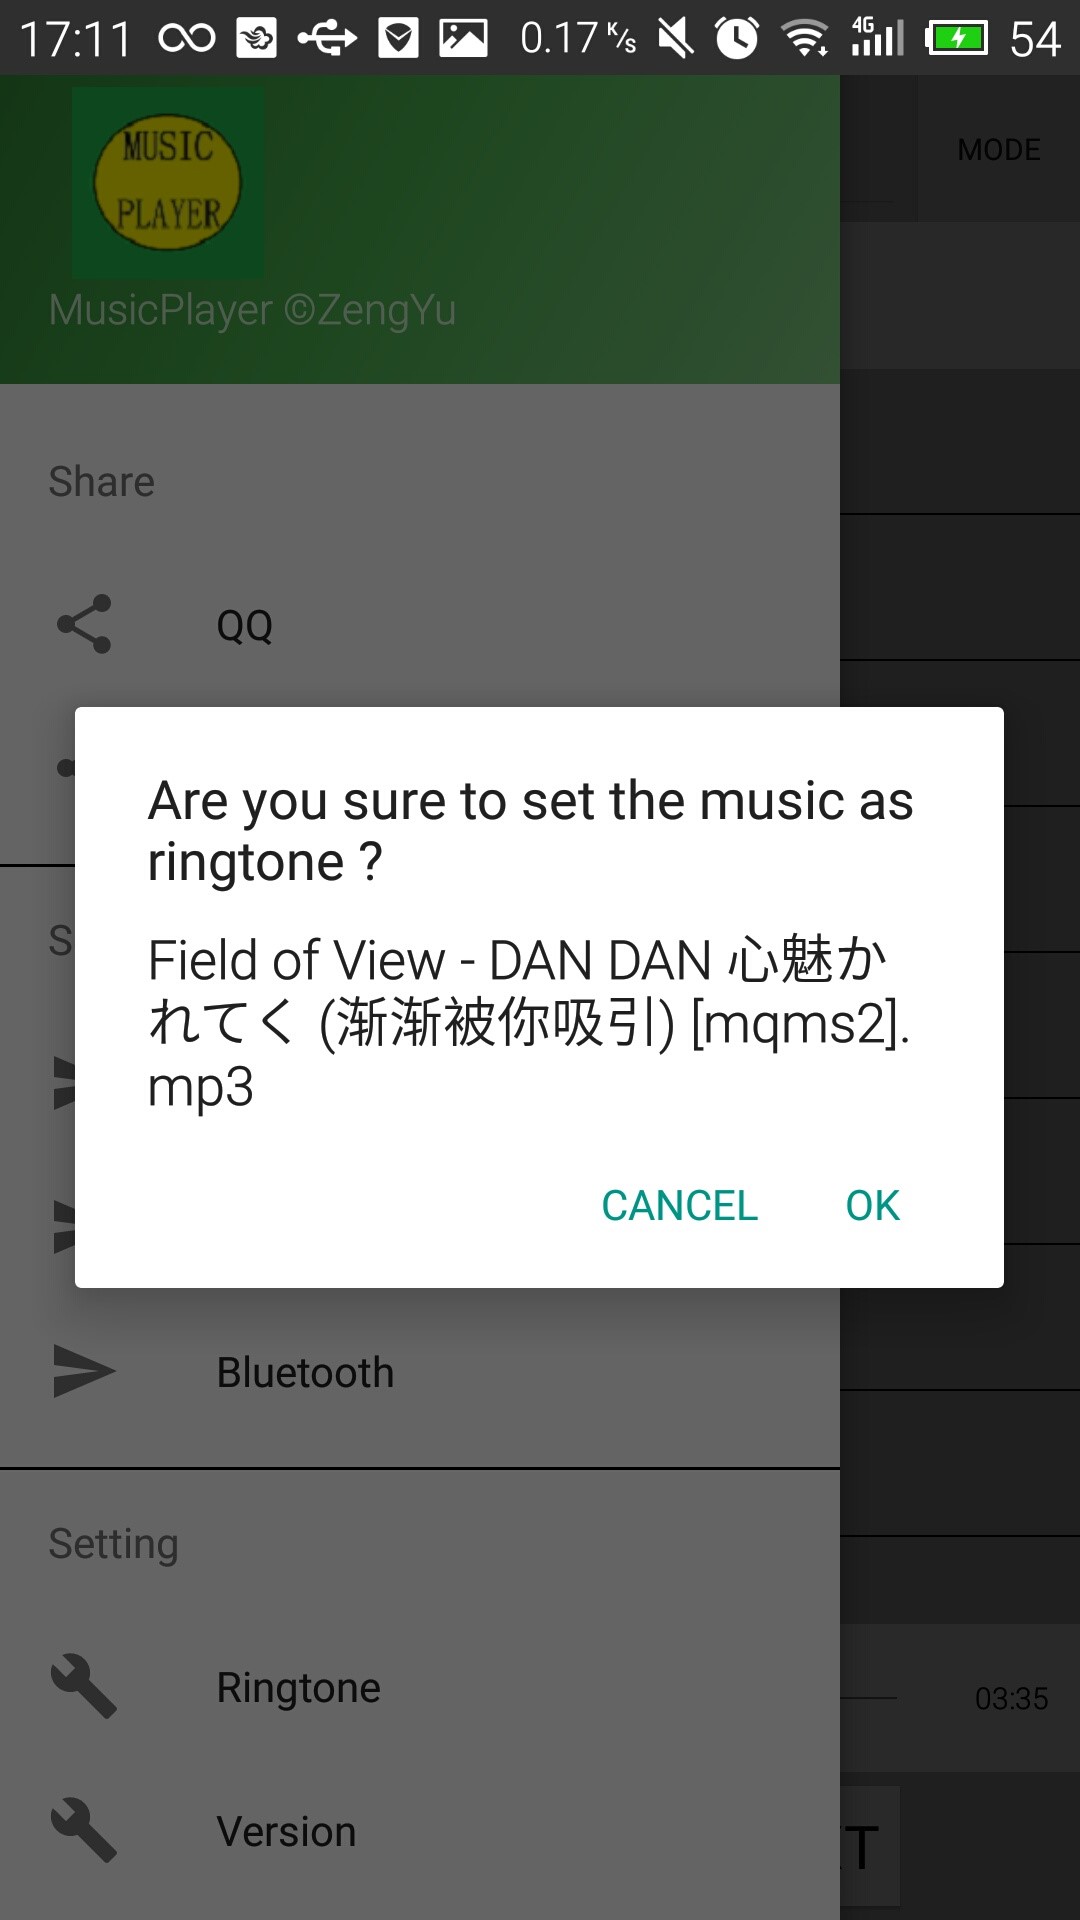 17:11
0.17 K/s
4G
54
MUSIC
PLAYER
MODE
MusicPlayer ©ZengYu
Share
QQ
Are you sure to set the music as
ringtone ?
S
Field of View - DAN DAN 心魅か
れてく (渐渐被你吸引) [mqms2].
mp3
CANCEL
OK
Bluetooth
Setting
Ringtone
03:35
Version
T